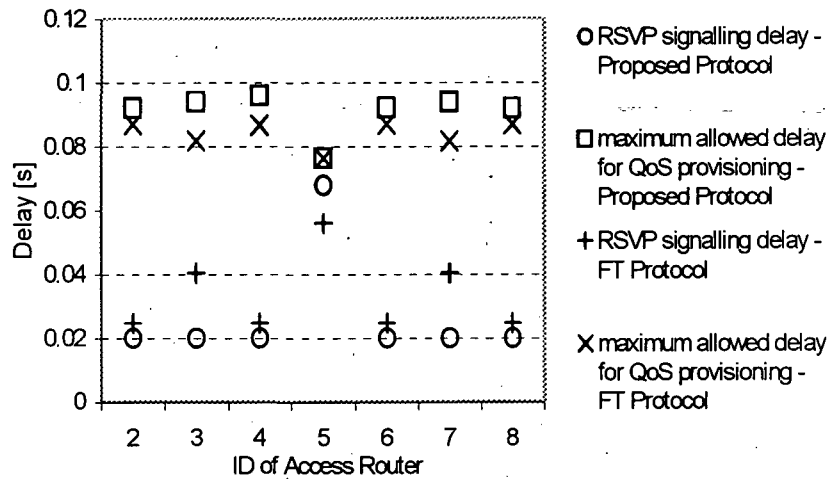 0.12
0.1
0.08
0.06
0.04
0.02
0
Delay [s]
2 3 4 5 6 7 8
ID of Access Router
RSVP signalling delay -
Proposed Protocol
maximum allowed delay
for QoS provisioning -
Proposed Protocol
RSVP signalling delay -
FT Protocol
maximum allowed delay
for QoS provisioning -
FT Protocol